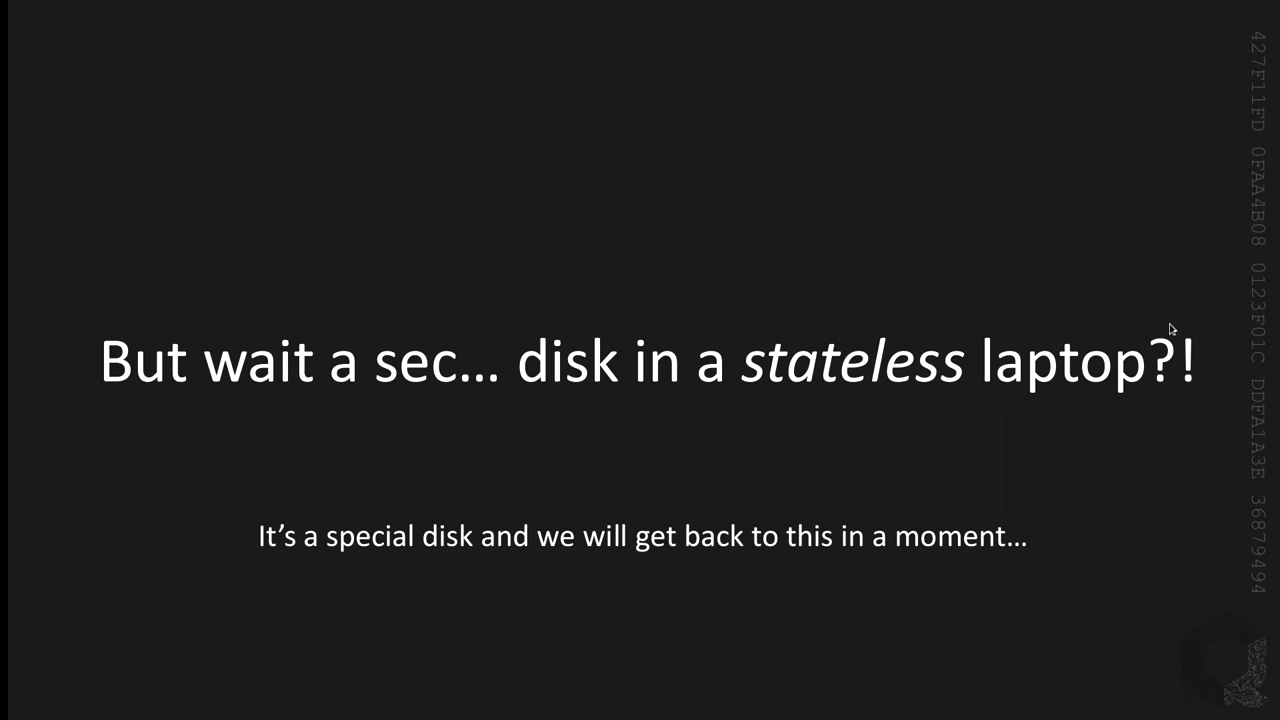 But wait a sec… disk in a stateless laptop?!
It’s a special disk and we will get back to this in a moment…
427F11FD 0FAA4B08 0123F01C DDFA1A3E 36879494